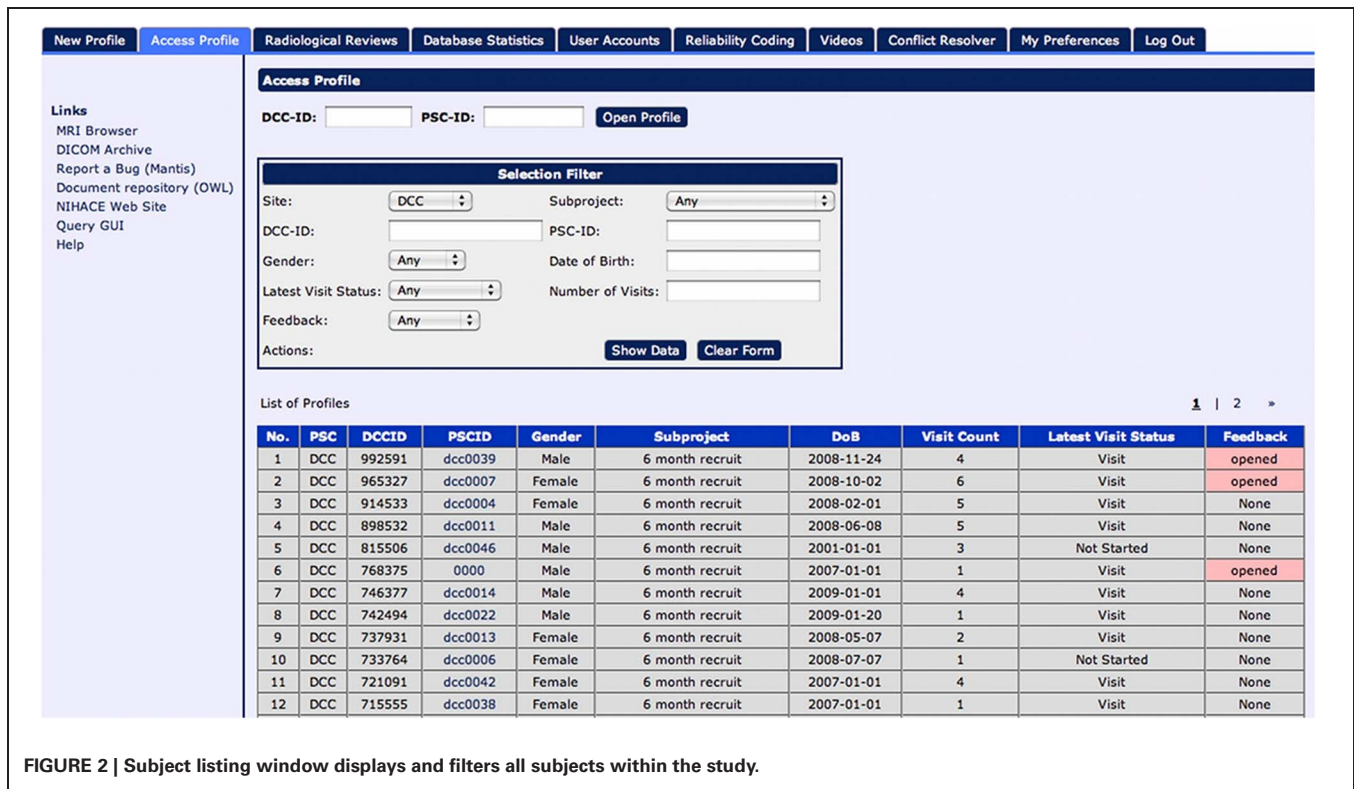 New Profile Access Profile Radiological Reviews Database Statistics User Accounts Reliability Coding Videos Conflict Resolver My Preferences Log Out
Links
MRI Browser
DICOM Archive
Report a Bug (Mantis)
Document repository (OWL)
NIHACE Web Site
Query GUI
Help
Access Profile
DCC-ID: PSC-ID: Open Profile
Selection Filter
Site: DCC Subproject: Any
DCC-ID: PSC-ID:
Gender: Any Date of Birth:
Latest Visit Status: Any Number of Visits:
Feedback: Any
Actions: Show Data Clear Form
List of Profiles 1 | 2 »
No. PSC DCCID PSCID Gender Subproject DoB Visit Count Latest Visit Status Feedback
1 DCC 992591 dcc0039 Male 6 month recruit 2008-11-24 4 Visit opened
2 DCC 965327 dcc0007 Female 6 month recruit 2008-10-02 6 Visit opened
3 DCC 914533 dcc0004 Female 6 month recruit 2008-02-01 5 Visit None
4 DCC 898532 dcc0011 Male 6 month recruit 2008-06-08 5 Visit None
5 DCC 815506 dcc0046 Male 6 month recruit 2001-01-01 3 Not Started None
6 DCC 768375 0000 Male 6 month recruit 2007-01-01 1 Visit opened
7 DCC 746377 dcc0014 Male 6 month recruit 2009-01-01 4 Visit None
8 DCC 742494 dcc0022 Male 6 month recruit 2009-01-20 1 Visit None
9 DCC 737931 dcc0013 Female 6 month recruit 2008-05-07 2 Visit None
10 DCC 733764 dcc0006 Female 6 month recruit 2008-07-07 1 Not Started None
11 DCC 721091 dcc0042 Female 6 month recruit 2007-01-01 4 Visit None
12 DCC 715555 dcc0038 Female 6 month recruit 2007-01-01 1 Visit None
FIGURE 2 | Subject listing window displays and filters all subjects within the study.